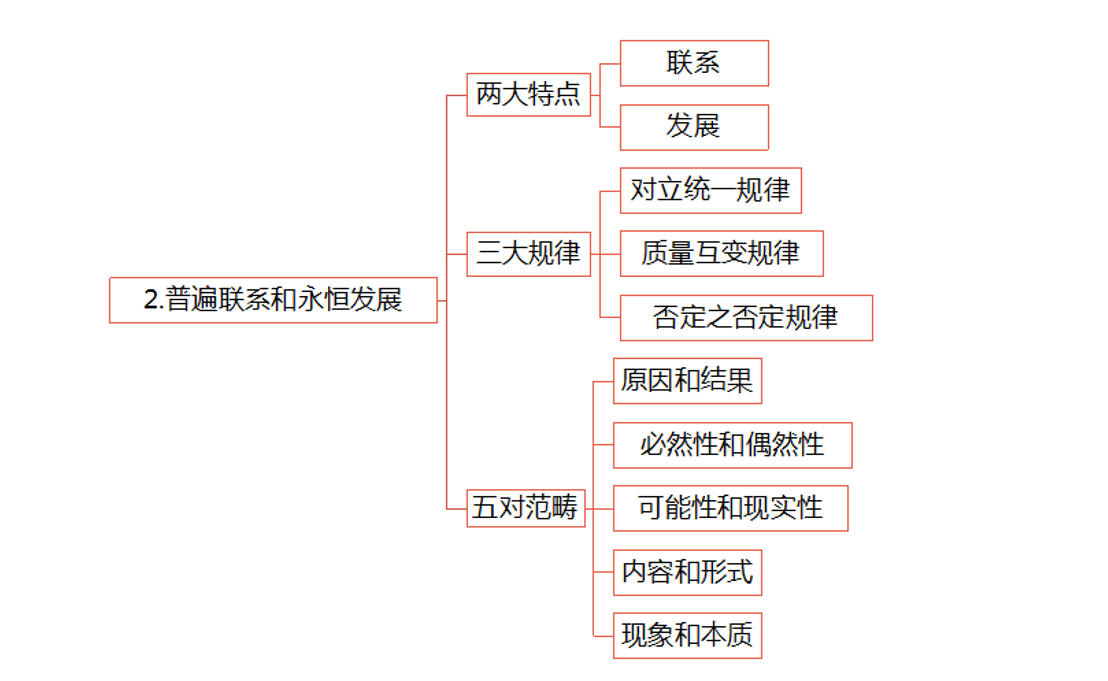 2.普遍联系和永恒发展
两大特点
联系
发展
三大规律
对立统一规律
质量互变规律
否定之否定规律
五对范畴
原因和结果
必然性和偶然性
可能性和现实性
内容和形式
现象和本质